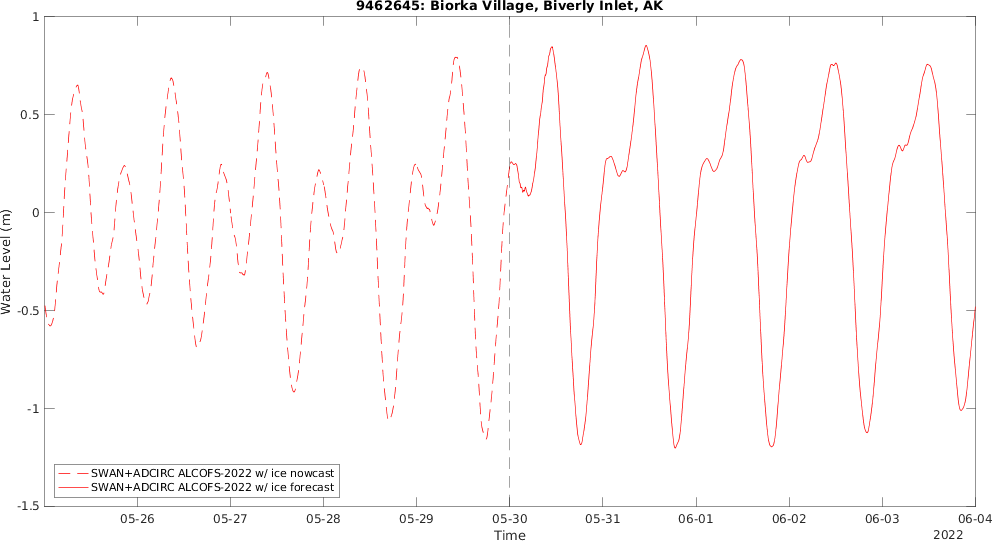 9462645: Biorka Village, Biverly Inlet, AK
1
0.5
0
-0.5
-1
-1.5
Water Level (m)
SWAN+ADCIRC ALCOFS-2022 w/ ice nowcast
SWAN+ADCIRC ALCOFS-2022 w/ ice forecast
05-26 05-27 05-28 05-29 05-30 05-31 06-01 06-02 06-03 06-04
Time
2022